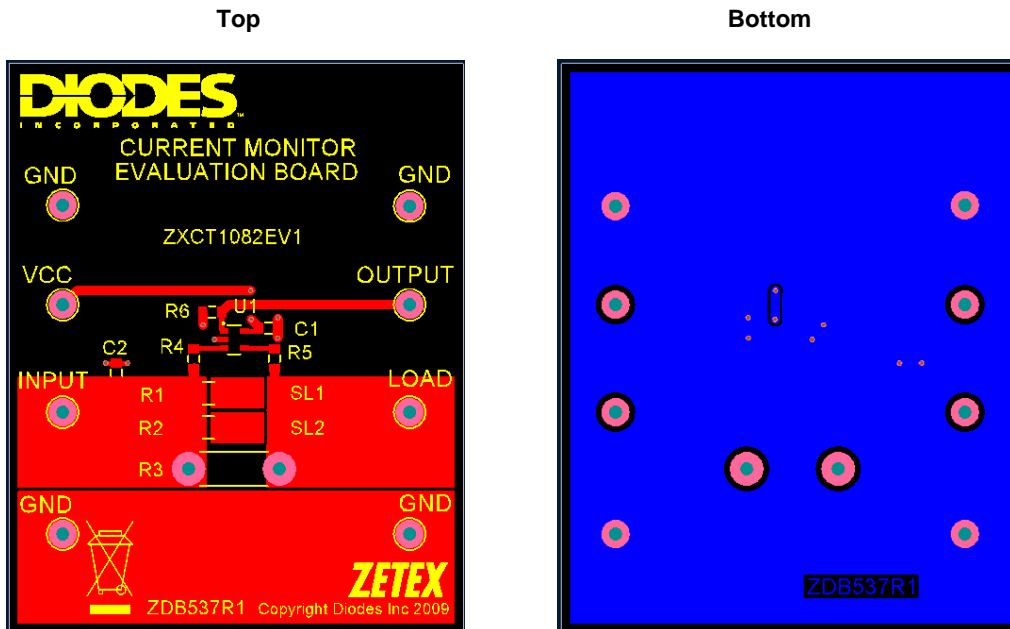 Top
Bottom
DIODES™
INCORPORATED
CURRENT MONITOR
EVALUATION BOARD
GND
GND
ZXCT1082EV1
VCC
OUTPUT
R6
U1
C1
C2
R4
R5
INPUT
LOAD
R1
SL1
R2
SL2
R3
GND
GND
ZETEX
ZDB537R1
Copyright Diodes Inc 2009
ZDB537R1